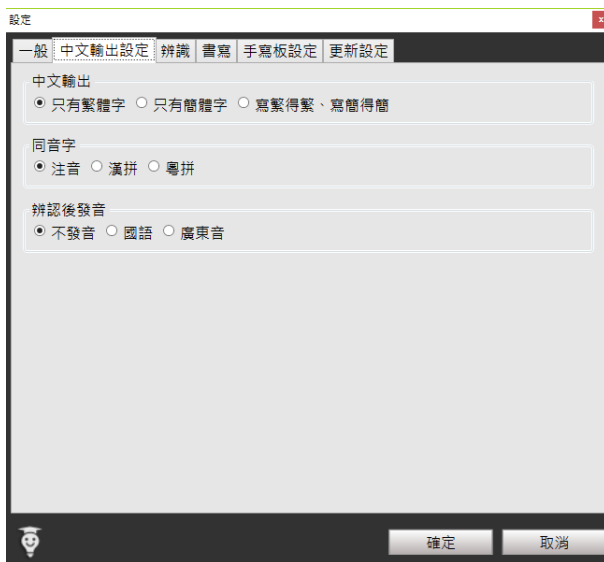 設定
一般 中文輸出設定 辨識 書寫 手寫板設定 更新設定
中文輸出
只有繁體字 只有簡體字 寫繁得繁、寫簡得簡
同音字
注音 漢拼 粵拼
辨認後發音
不發音 國語 廣東音
確定 取消